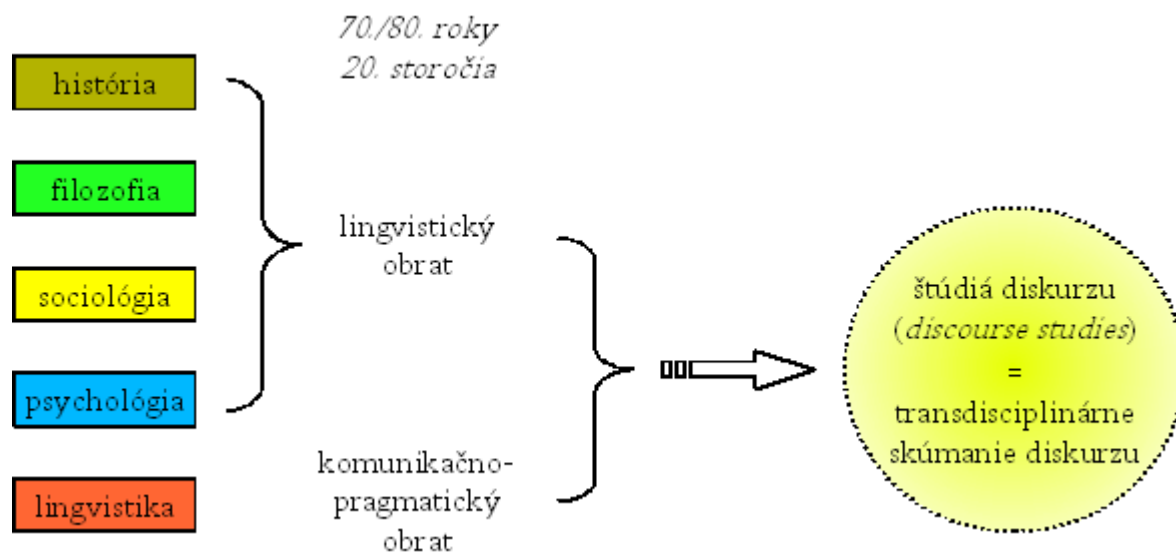 70./80. roky
20. storočia
história
filozofia
sociológia
psychológia
lingvistika
lingvistický
obrat
komunikačno-
pragmatický
obrat
štúdiá diskurzu
(discourse studies)
=
transdisciplinárne
skúmanie diskurzu